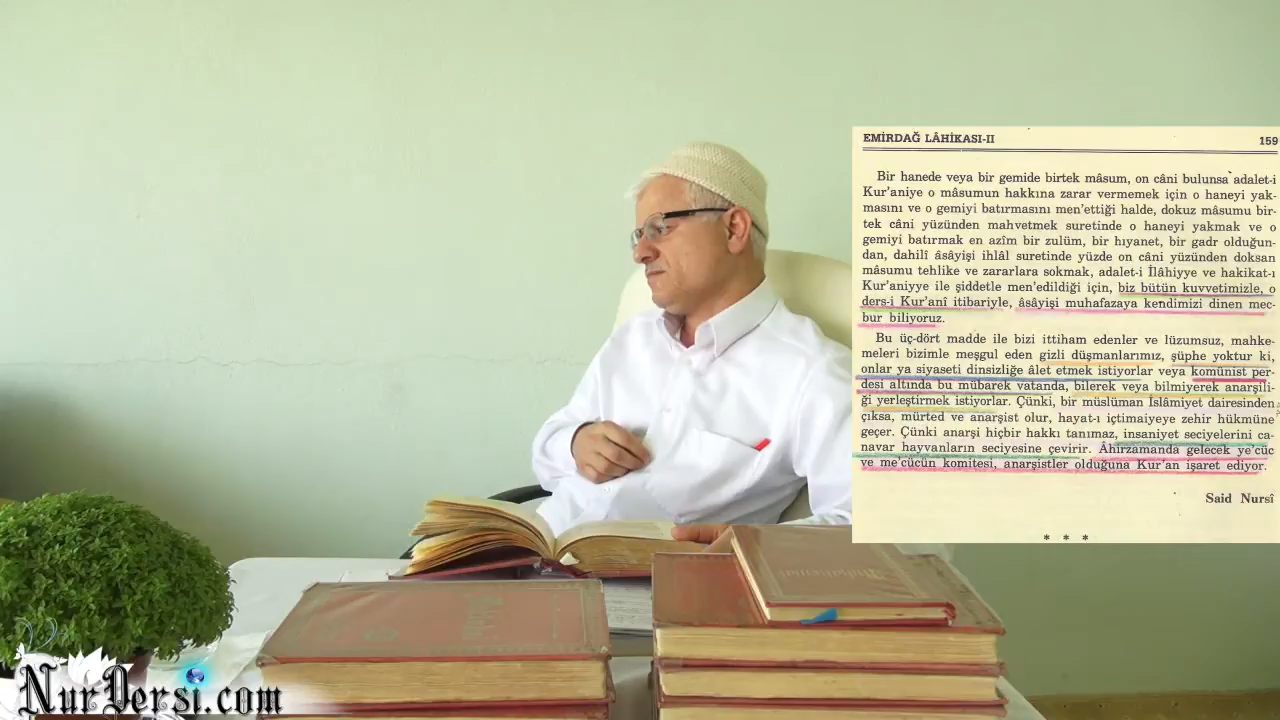 EMİRDAĞ LÂHİKASI-II 159
Bir hanede veya bir gemide birtek mâsum, on câni bulunsa adalet-i
Kur'aniye o mâsumun hakkına zarar vermemek için o haneyi yak-
masını ve o gemiyi batırmasını men'ettiği halde, dokuz mâsumu bir-
tek câni yüzünden mahvetmek suretinde o haneyi yakmak ve o
gemiyi batırmak en azîm bir zulüm, bir hıyanet, bir gadr olduğun-
dan, dahilî âsâyişi ihlâl suretinde yüzde on câni yüzünden doksan
mâsumu tehlike ve zararlara sokmak, adalet-i İlâhiyye ve hakikat-ı
Kur'aniyye ile şiddetle men'edildiği için, biz bütün kuvvetimizle, o
ders-i Kur'anî itibariyle, âsâyişi muhafazaya kendimizi dinen mec-
bur biliyoruz.
Bu üç-dört madde ile bizi ittiham edenler ve lüzumsuz, mahke-
meleri bizimle meşgul eden gizli düşmanlarımız, şüphe yoktur ki,
onlar ya siyaseti dinsizliğe âlet etmek istiyorlar veya komünist per-
desi altında bu mübarek vatanda, bilerek veya bilmiyerek anarşili-
ği yerleştirmek istiyorlar. Çünki, bir müslüman İslâmiyet dairesinden
çıksa, mürted ve anarşist olur, hayat-ı içtimaiyeye zehir hükmüne
geçer. Çünki anarşi hiçbir hakkı tanımaz, insaniyet seciyelerini ca-
navar hayvanların seciyesine çevirir. Âhirzamanda gelecek ye'cüc
ve me'cücün komitesi, anarşistler olduğuna Kur'an işaret ediyor.
Said Nursî
* * *
NurDersi.com